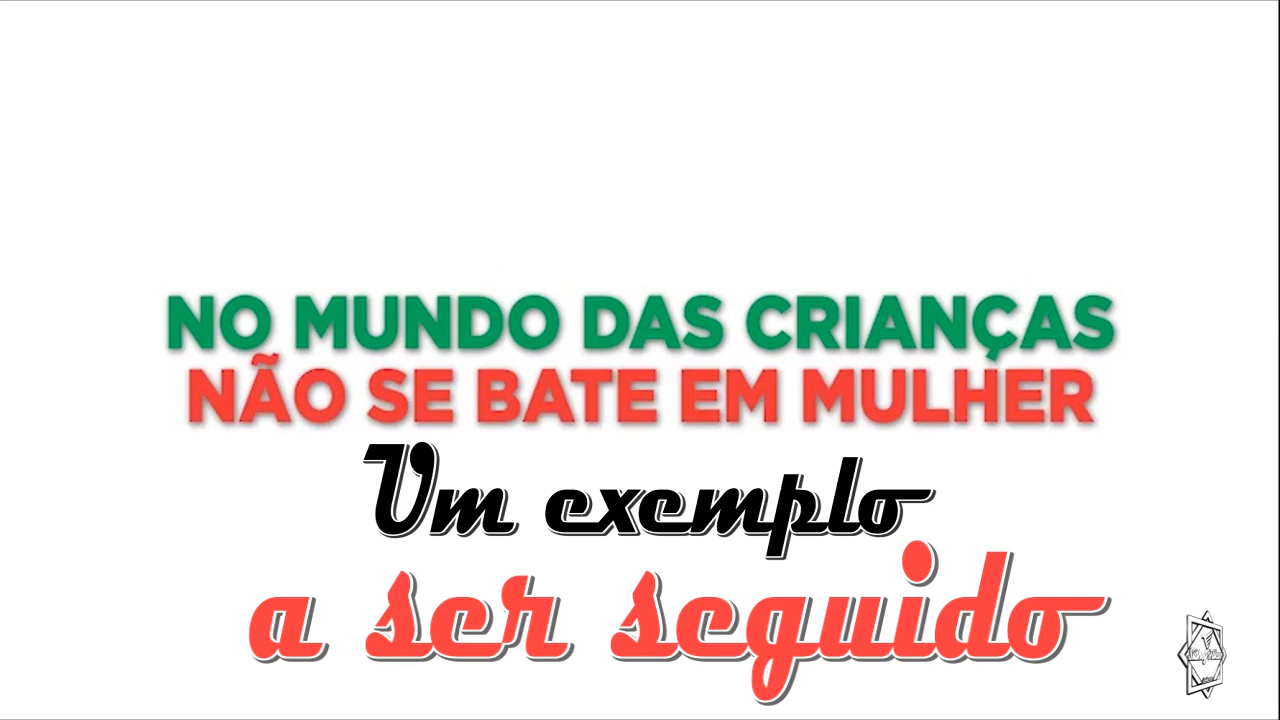 NO MUNDO DAS CRIANÇAS
NÃO SE BATE EM MULHER
Um exemplo
a ser seguido